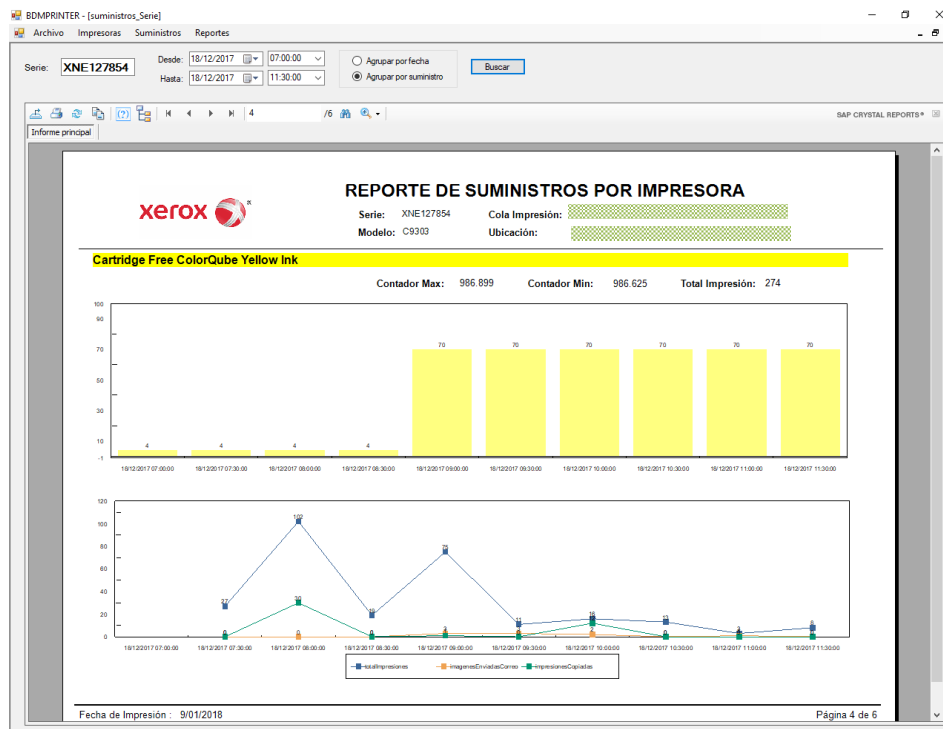 BDMPRINTER - [suministros_Serie]
Archivo Impresoras Suministros Reportes
Serie: XNE127854
Desde: 18/12/2017 07:00:00
Hasta: 18/12/2017 11:30:00
Agrupar por fecha
Agrupar por suministro
Buscar
4 /6
SAP CRYSTAL REPORTS®
Informe principal
xerox
REPORTE DE SUMINISTROS POR IMPRESORA
Serie: XNE127854 Cola Impresión:
Modelo: C9303 Ubicación:
Cartridge Free ColorQube Yellow Ink
Contador Max: 986.899 Contador Min: 986.625 Total Impresión: 274
100
90
70
50
30
10
-1
4 4 4 4 70 70 70 70 70 70
18/12/2017 07:00:00 18/12/2017 07:30:00 18/12/2017 08:00:00 18/12/2017 08:30:00 18/12/2017 09:00:00 18/12/2017 09:30:00 18/12/2017 10:00:00 18/12/2017 10:30:00 18/12/2017 11:00:00 18/12/2017 11:30:00
120
100
80
60
40
20
0
27 102 19 75 11 16 13 3 8
0 30 0
0
18/12/2017 07:00:00 18/12/2017 07:30:00 18/12/2017 08:00:00 18/12/2017 08:30:00 18/12/2017 09:00:00 18/12/2017 09:30:00 18/12/2017 10:00:00 18/12/2017 10:30:00 18/12/2017 11:00:00 18/12/2017 11:30:00
totalImpresiones imagenesEnviadasCorreo impresionesCopiadas
Fecha de Impresión : 9/01/2018
Página 4 de 6